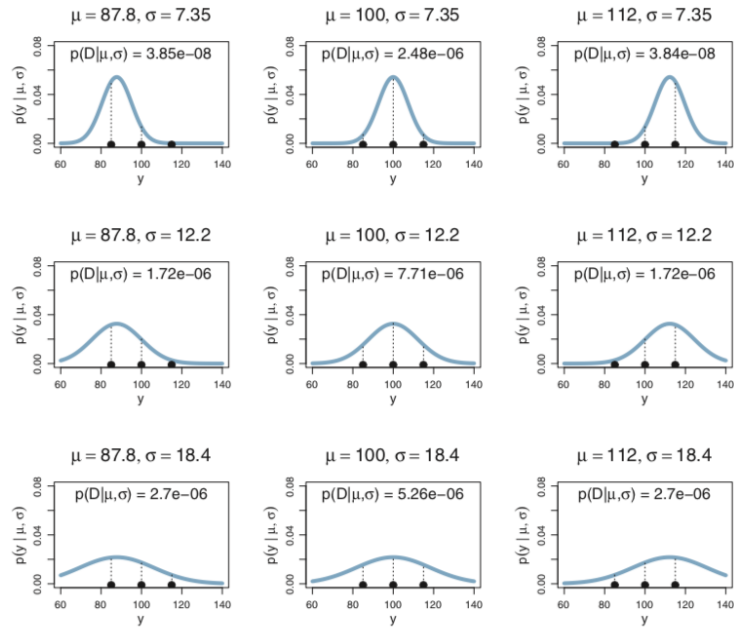 μ = 87.8, σ = 7.35
p(D|μ,σ) = 3.85e−08
p(y | μ, σ)
0.00 0.04 0.08
60 80 100 120 140
y
μ = 100, σ = 7.35
p(D|μ,σ) = 2.48e−06
p(y | μ, σ)
0.00 0.04 0.08
60 80 100 120 140
y
μ = 112, σ = 7.35
p(D|μ,σ) = 3.84e−08
p(y | μ, σ)
0.00 0.04 0.08
60 80 100 120 140
y
μ = 87.8, σ = 12.2
p(D|μ,σ) = 1.72e−06
p(y | μ, σ)
0.00 0.04 0.08
60 80 100 120 140
y
μ = 100, σ = 12.2
p(D|μ,σ) = 7.71e−06
p(y | μ, σ)
0.00 0.04 0.08
60 80 100 120 140
y
μ = 112, σ = 12.2
p(D|μ,σ) = 1.72e−06
p(y | μ, σ)
0.00 0.04 0.08
60 80 100 120 140
y
μ = 87.8, σ = 18.4
p(D|μ,σ) = 2.7e−06
p(y | μ, σ)
0.00 0.04 0.08
60 80 100 120 140
y
μ = 100, σ = 18.4
p(D|μ,σ) = 5.26e−06
p(y | μ, σ)
0.00 0.04 0.08
60 80 100 120 140
y
μ = 112, σ = 18.4
p(D|μ,σ) = 2.7e−06
p(y | μ, σ)
0.00 0.04 0.08
60 80 100 120 140
y